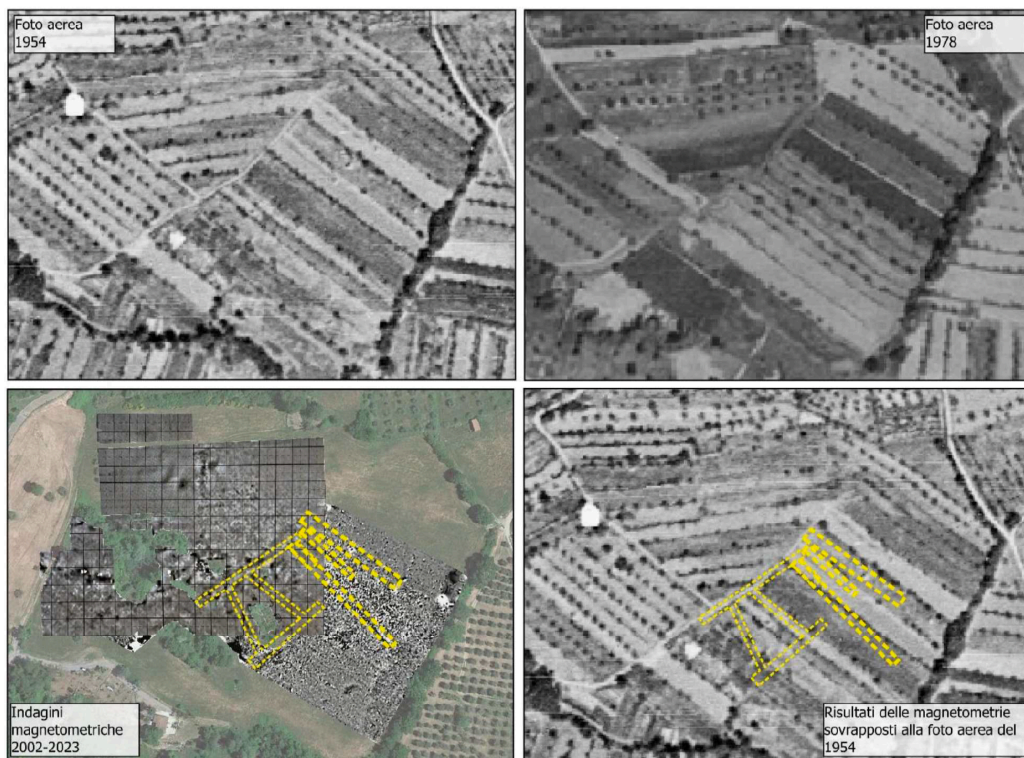 Foto aerea
1954
Foto aerea
1978
Indagini
magnetometriche
2002-2023
Risultati delle magnetometrie
sovrapposti alla foto aerea del
1954